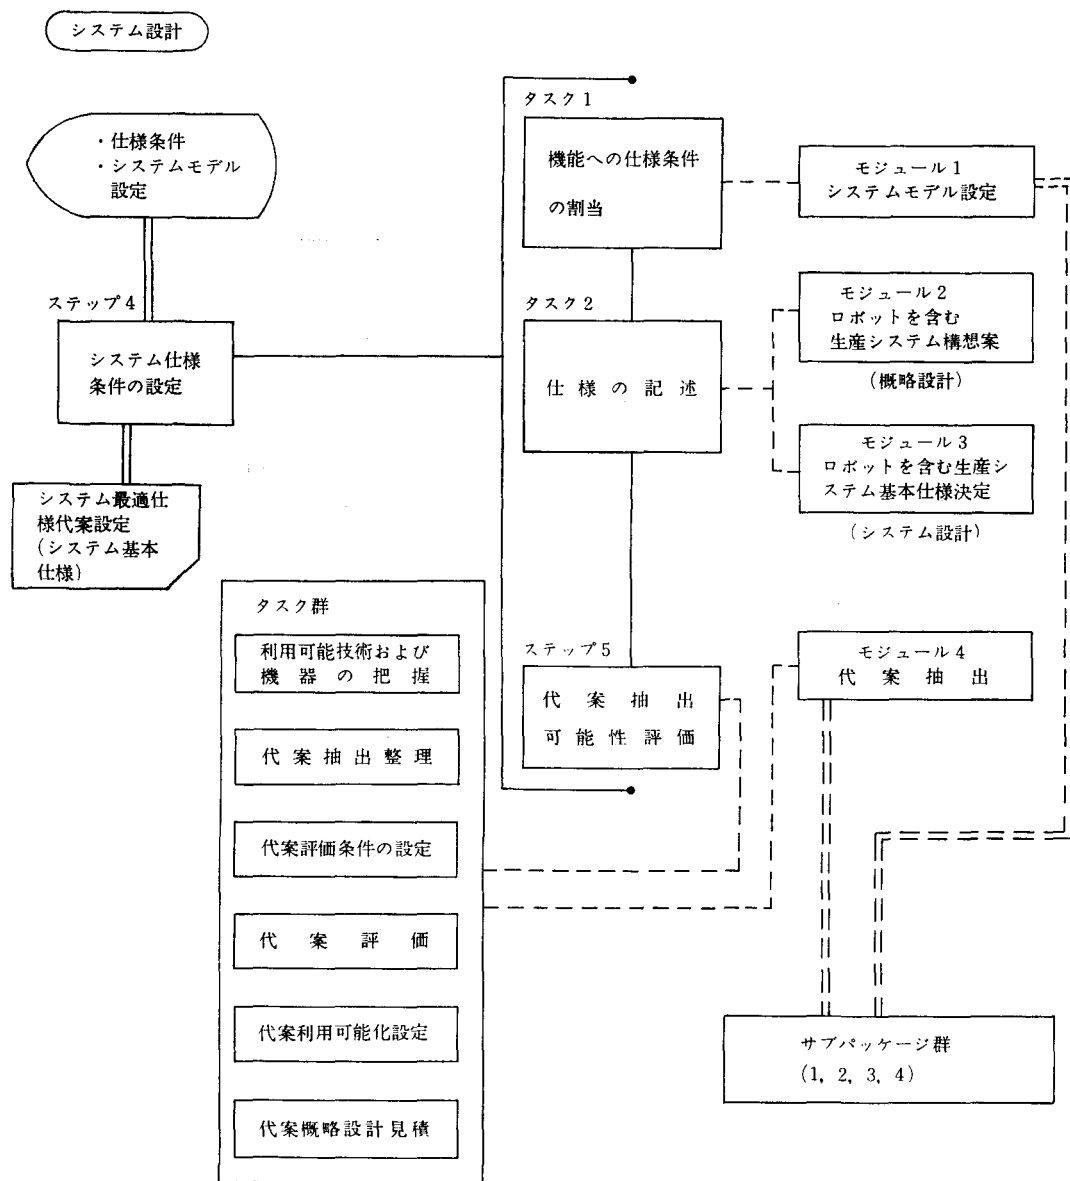 システム設計
・仕様条件
・システムモデル
設定
ステップ4
システム仕様
条件の設定
システム最適仕
様代案設定
(システム基本
仕様)
タスク1
機能への仕様条件
の割当
タスク2
仕様の記述
ステップ5
代案抽出
可能性評価
モジュール1
システムモデル設定
モジュール2
ロボットを含む
生産システム構想案
(概略設計)
モジュール3
ロボットを含む生産シ
ステム基本仕様決定
(システム設計)
モジュール4
代案抽出
タスク群
利用可能技術および
機器の把握
代案抽出整理
代案評価条件の設定
代案評価
代案利用可能化設定
代案概略設計見積
サブパッケージ群
(1, 2, 3, 4)